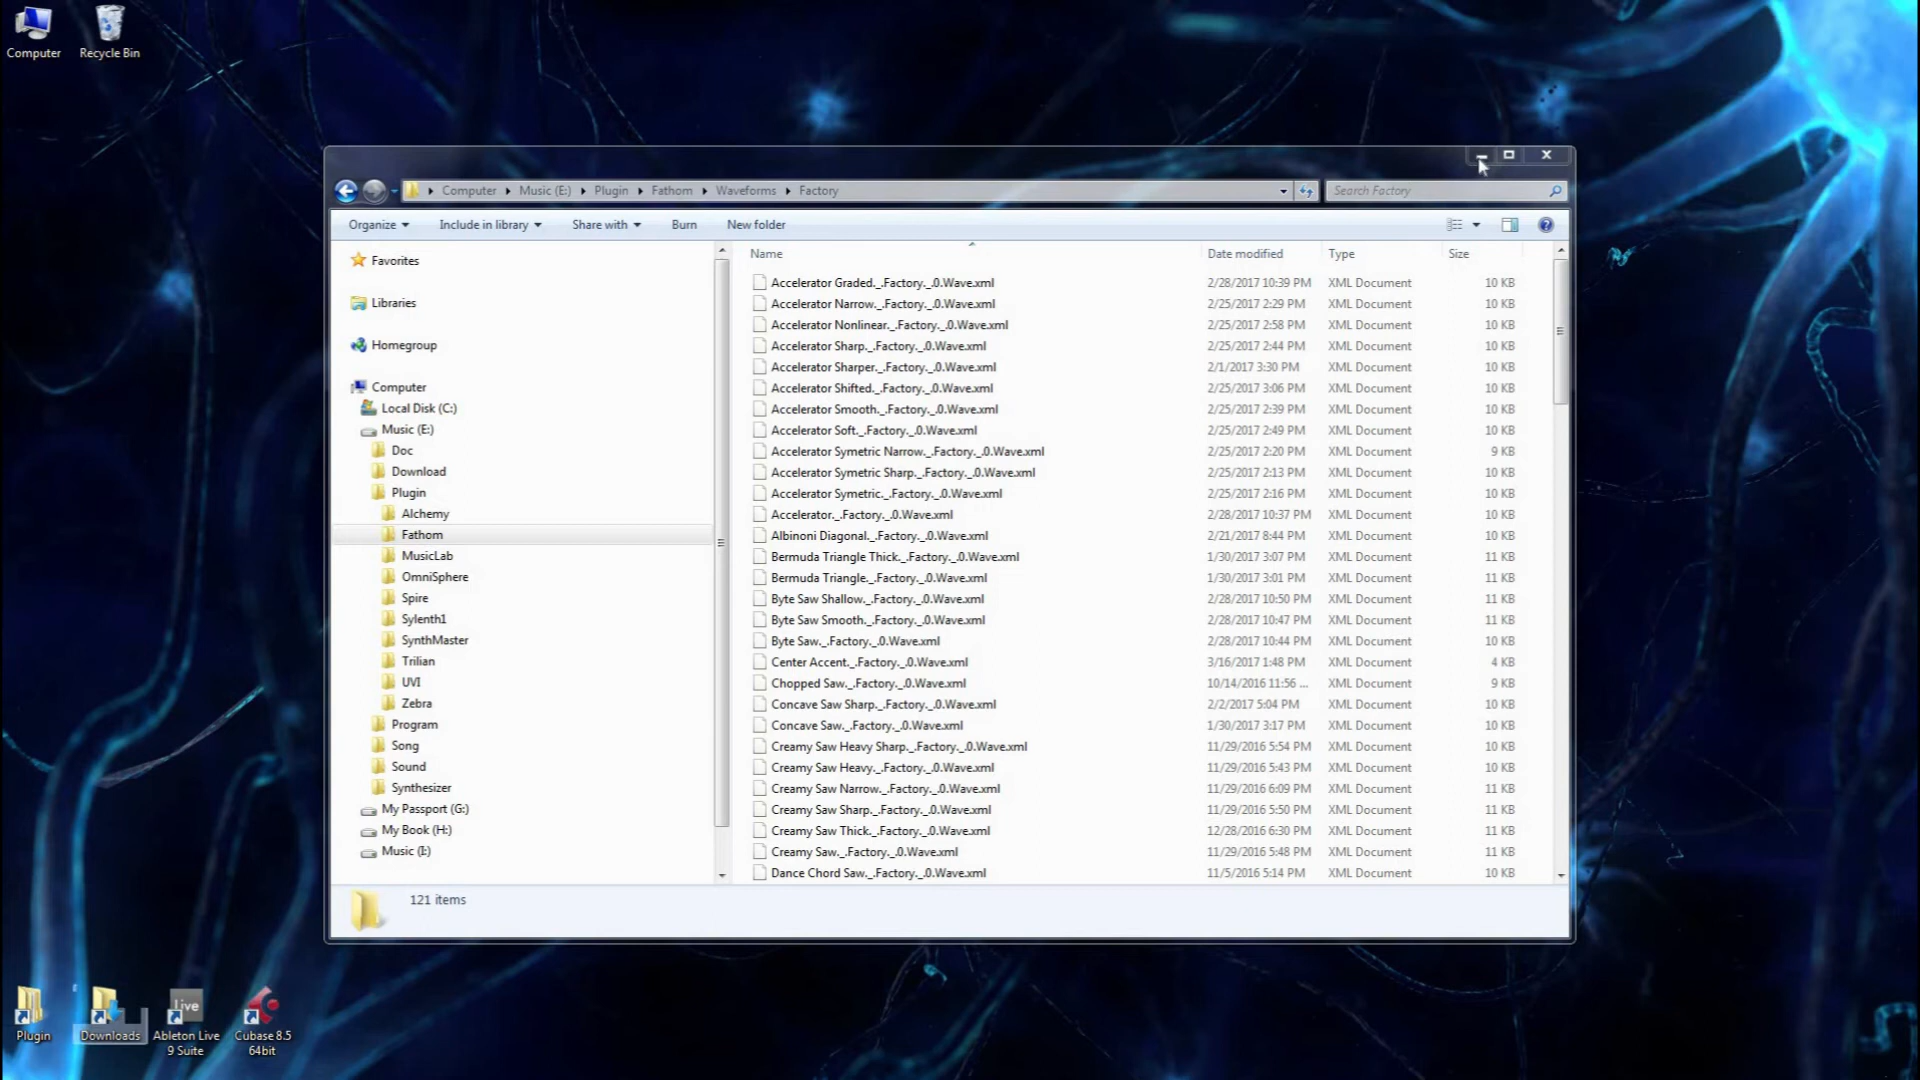 Computer
Recycle Bin
Computer Music (E:) Plugin Fathom Waveforms Factory
Search Factory
Organize Include in library Share with Burn New folder
Favorites
Libraries
Homegroup
Computer
Local Disk (C:)
Music (E:)
Doc
Download
Plugin
Alchemy
Fathom
MusicLab
OmniSphere
Spire
Sylenth1
SynthMaster
Trilian
UVI
Zebra
Program
Song
Sound
Synthesizer
My Passport (G:)
My Book (H:)
Music (I:)
Name Date modified Type Size
Accelerator Graded._.Factory._.0.Wave.xml 2/28/2017 10:39 PM XML Document 10 KB
Accelerator Narrow._.Factory._.0.Wave.xml 2/25/2017 2:29 PM XML Document 10 KB
Accelerator Nonlinear._.Factory._.0.Wave.xml 2/25/2017 2:58 PM XML Document 10 KB
Accelerator Sharp._.Factory._.0.Wave.xml 2/25/2017 2:44 PM XML Document 10 KB
Accelerator Sharper._.Factory._.0.Wave.xml 2/1/2017 3:30 PM XML Document 10 KB
Accelerator Shifted._.Factory._.0.Wave.xml 2/25/2017 3:06 PM XML Document 10 KB
Accelerator Smooth._.Factory._.0.Wave.xml 2/25/2017 2:39 PM XML Document 10 KB
Accelerator Soft._.Factory._.0.Wave.xml 2/25/2017 2:49 PM XML Document 10 KB
Accelerator Symetric Narrow._.Factory._.0.Wave.xml 2/25/2017 2:20 PM XML Document 9 KB
Accelerator Symetric Sharp._.Factory._.0.Wave.xml 2/25/2017 2:13 PM XML Document 10 KB
Accelerator Symetric._.Factory._.0.Wave.xml 2/25/2017 2:16 PM XML Document 10 KB
Accelerator._.Factory._.0.Wave.xml 2/28/2017 10:37 PM XML Document 10 KB
Albinoni Diagonal._.Factory._.0.Wave.xml 2/21/2017 8:44 PM XML Document 10 KB
Bermuda Triangle Thick._.Factory._.0.Wave.xml 1/30/2017 3:07 PM XML Document 11 KB
Bermuda Triangle._.Factory._.0.Wave.xml 1/30/2017 3:01 PM XML Document 11 KB
Byte Saw Shallow._.Factory._.0.Wave.xml 2/28/2017 10:50 PM XML Document 11 KB
Byte Saw Smooth._.Factory._.0.Wave.xml 2/28/2017 10:47 PM XML Document 11 KB
Byte Saw._.Factory._.0.Wave.xml 2/28/2017 10:44 PM XML Document 10 KB
Center Accent._.Factory._.0.Wave.xml 3/16/2017 1:48 PM XML Document 4 KB
Chopped Saw._.Factory._.0.Wave.xml 10/14/2016 11:56 ... XML Document 9 KB
Concave Saw Sharp._.Factory._.0.Wave.xml 2/2/2017 5:04 PM XML Document 10 KB
Concave Saw._.Factory._.0.Wave.xml 1/30/2017 3:17 PM XML Document 10 KB
Creamy Saw Heavy Sharp._.Factory._.0.Wave.xml 11/29/2016 5:54 PM XML Document 10 KB
Creamy Saw Heavy._.Factory._.0.Wave.xml 11/29/2016 5:43 PM XML Document 10 KB
Creamy Saw Narrow._.Factory._.0.Wave.xml 11/29/2016 6:09 PM XML Document 10 KB
Creamy Saw Sharp._.Factory._.0.Wave.xml 11/29/2016 5:50 PM XML Document 11 KB
Creamy Saw Thick._.Factory._.0.Wave.xml 12/28/2016 6:30 PM XML Document 11 KB
Creamy Saw._.Factory._.0.Wave.xml 11/29/2016 5:48 PM XML Document 11 KB
Dance Chord Saw._.Factory._.0.Wave.xml 11/5/2016 5:14 PM XML Document 10 KB
121 items
Live
Plugin
Downloads
Ableton Live
9 Suite
Cubase 8.5
64bit